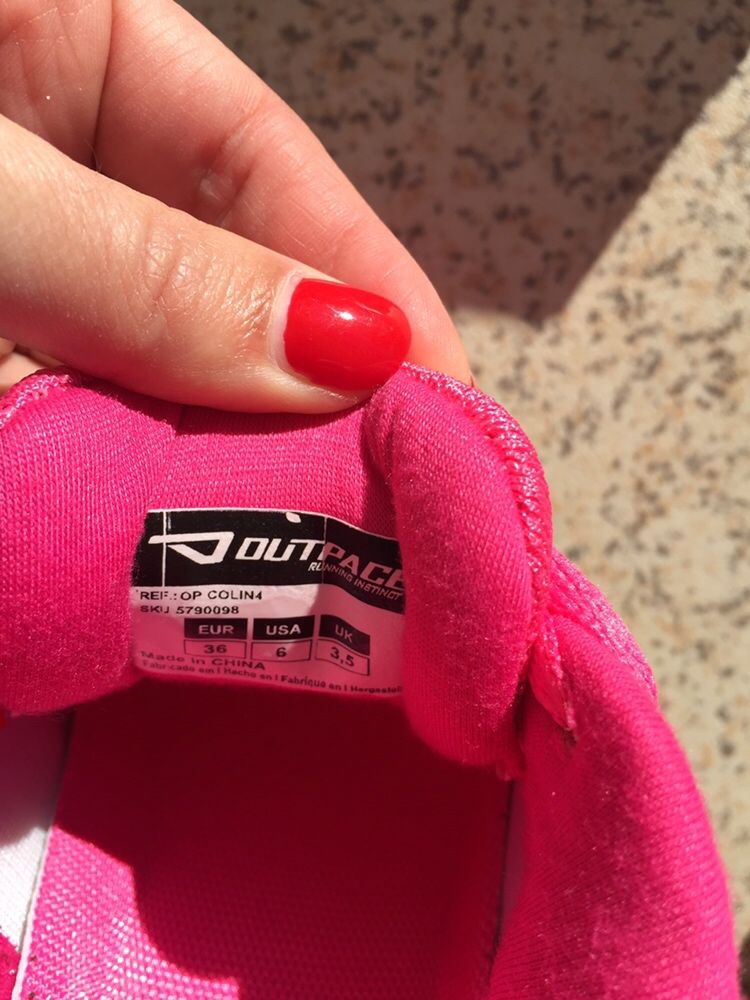 OUTPACE
RUNNING INSTINCT
REF.: OP COLIN4
SKU 5790098
EUR USA UK
36 6 3,5
Made in CHINA
Fabricado em | Hecho en | Fabriqué en |